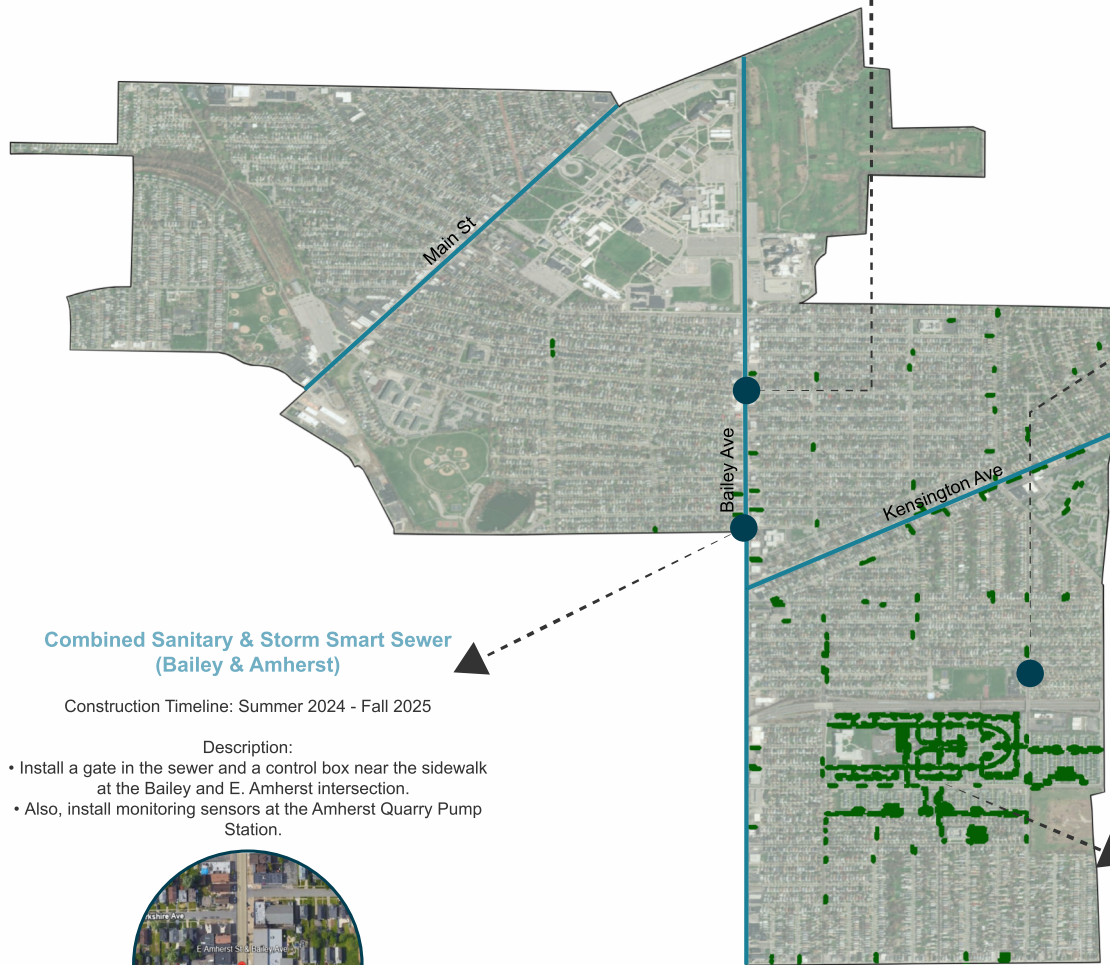 Main St
Bailey Ave
Kensington Ave
Combined Sanitary & Storm Smart Sewer
(Bailey & Amherst)
Construction Timeline: Summer 2024 - Fall 2025
Description:
• Install a gate in the sewer and a control box near the sidewalk
at the Bailey and E. Amherst intersection.
• Also, install monitoring sensors at the Amherst Quarry Pump
Station.
rkshire Ave
E Amherst St & Bailey Ave